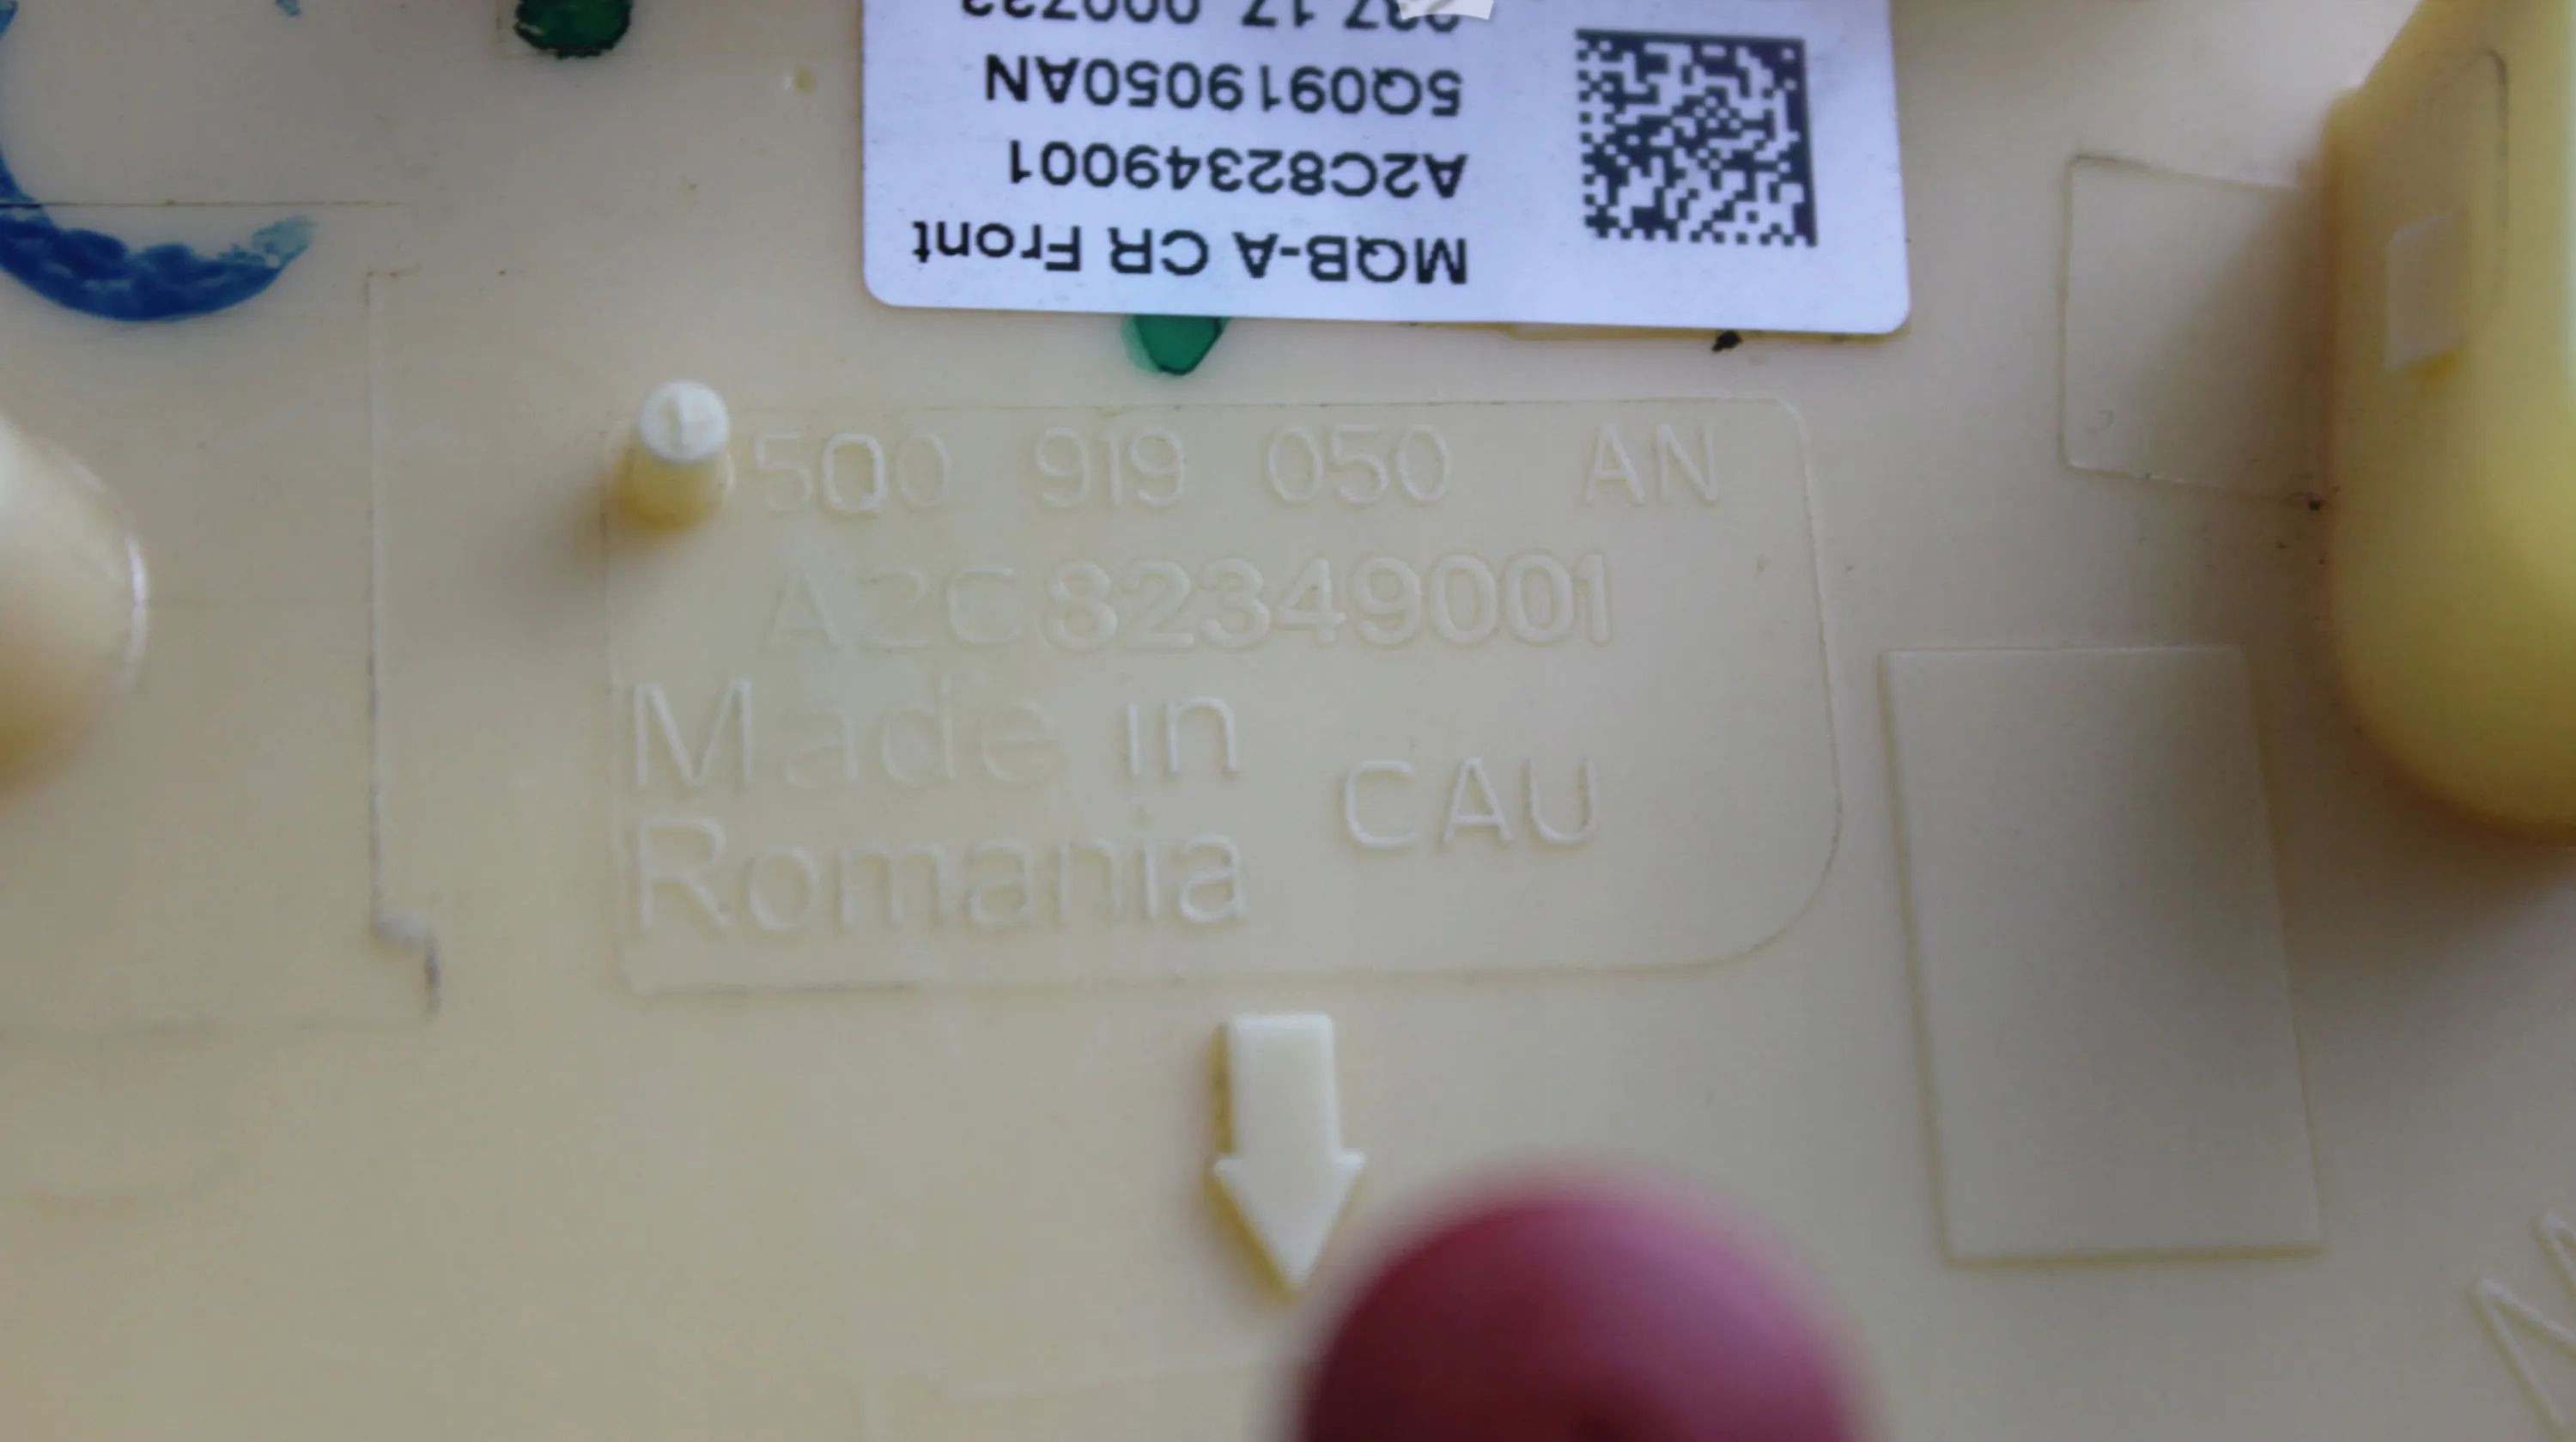 MQB-A CR Front
A2C82349001
5Q0919050AN
5Q0 919 050 AN
A2C82349001
Made in
Romania
CAU